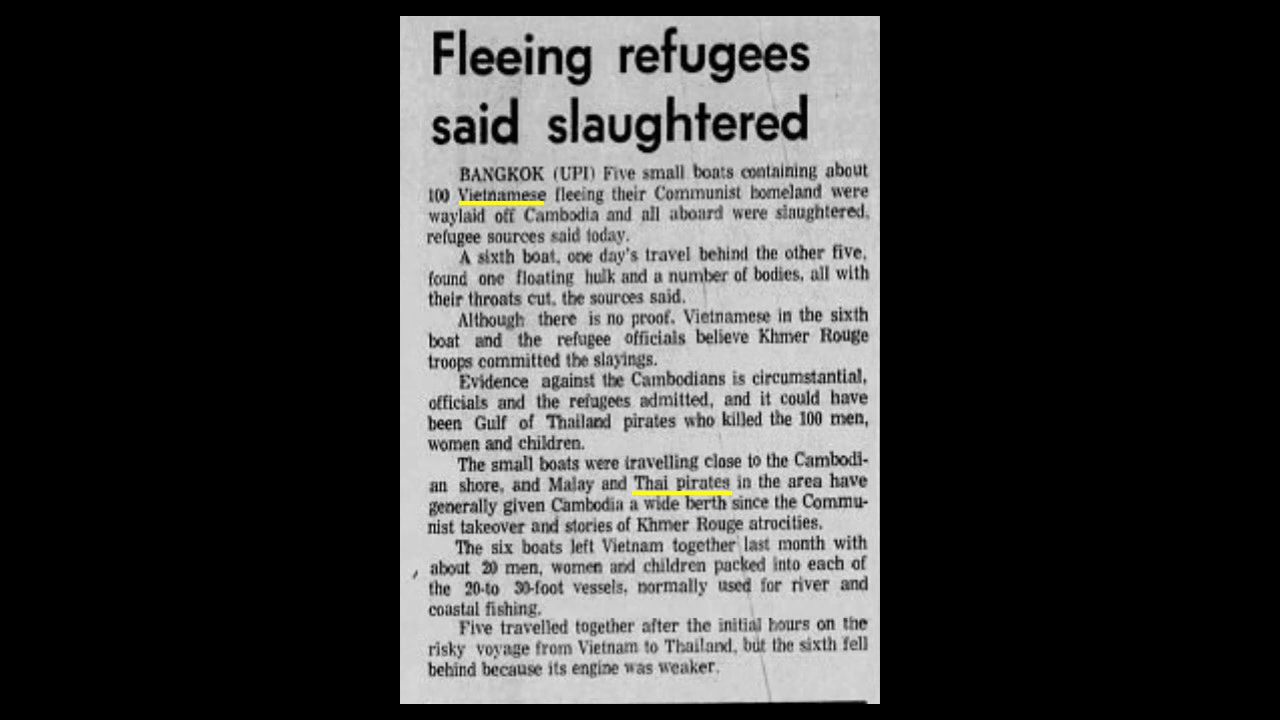 Fleeing refugees
said slaughtered
BANGKOK (UPI) Five small boats containing about
100 Vietnamese fleeing their Communist homeland were
waylaid off Cambodia and all aboard were slaughtered,
refugee sources said today.
A sixth boat, one day's travel behind the other five,
found one floating hulk and a number of bodies, all with
their throats cut, the sources said.
Although there is no proof, Vietnamese in the sixth
boat and the refugee officials believe Khmer Rouge
troops committed the slayings.
Evidence against the Cambodians is circumstantial,
officials and the refugees admitted, and it could have
been Gulf of Thailand pirates who killed the 100 men,
women and children.
The small boats were travelling close to the Cambodi-
an shore, and Malay and Thai pirates in the area have
generally given Cambodia a wide berth since the Commu-
nist takeover and stories of Khmer Rouge atrocities.
The six boats left Vietnam together last month with
about 20 men, women and children packed into each of
the 20-to 30-foot vessels, normally used for river and
coastal fishing.
Five travelled together after the initial hours on the
risky voyage from Vietnam to Thailand, but the sixth fell
behind because its engine was weaker.